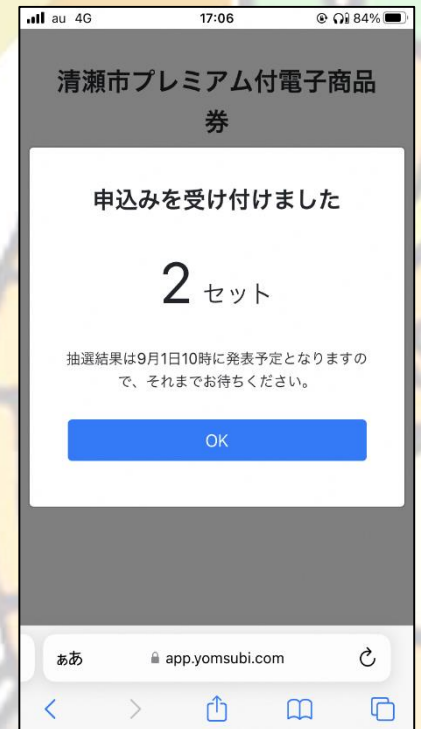 au 4G 17:06 84%
清瀬市プレミアム付電子商品
券
申込みを受け付けました
2 セット
抽選結果は9月1日10時に発表予定となりますの
で、それまでお待ちください。
OK
ぁあ app.yomsubi.com